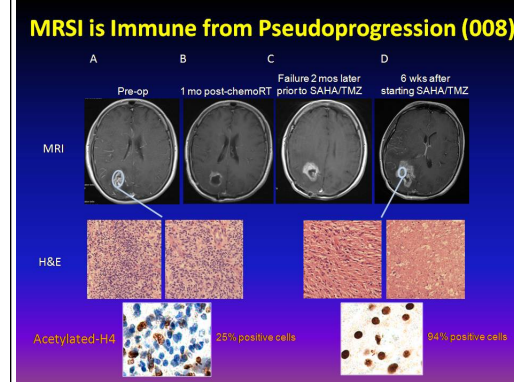 MRSI is Immune from Pseudoprogression (008)
A
B
C
D
Pre-op
1 mo post-chemoRT
Failure 2 mos later
prior to SAHA/TMZ
6 wks after
starting SAHA/TMZ
MRI
H&E
Acetylated-H4
25% positive cells
94% positive cells